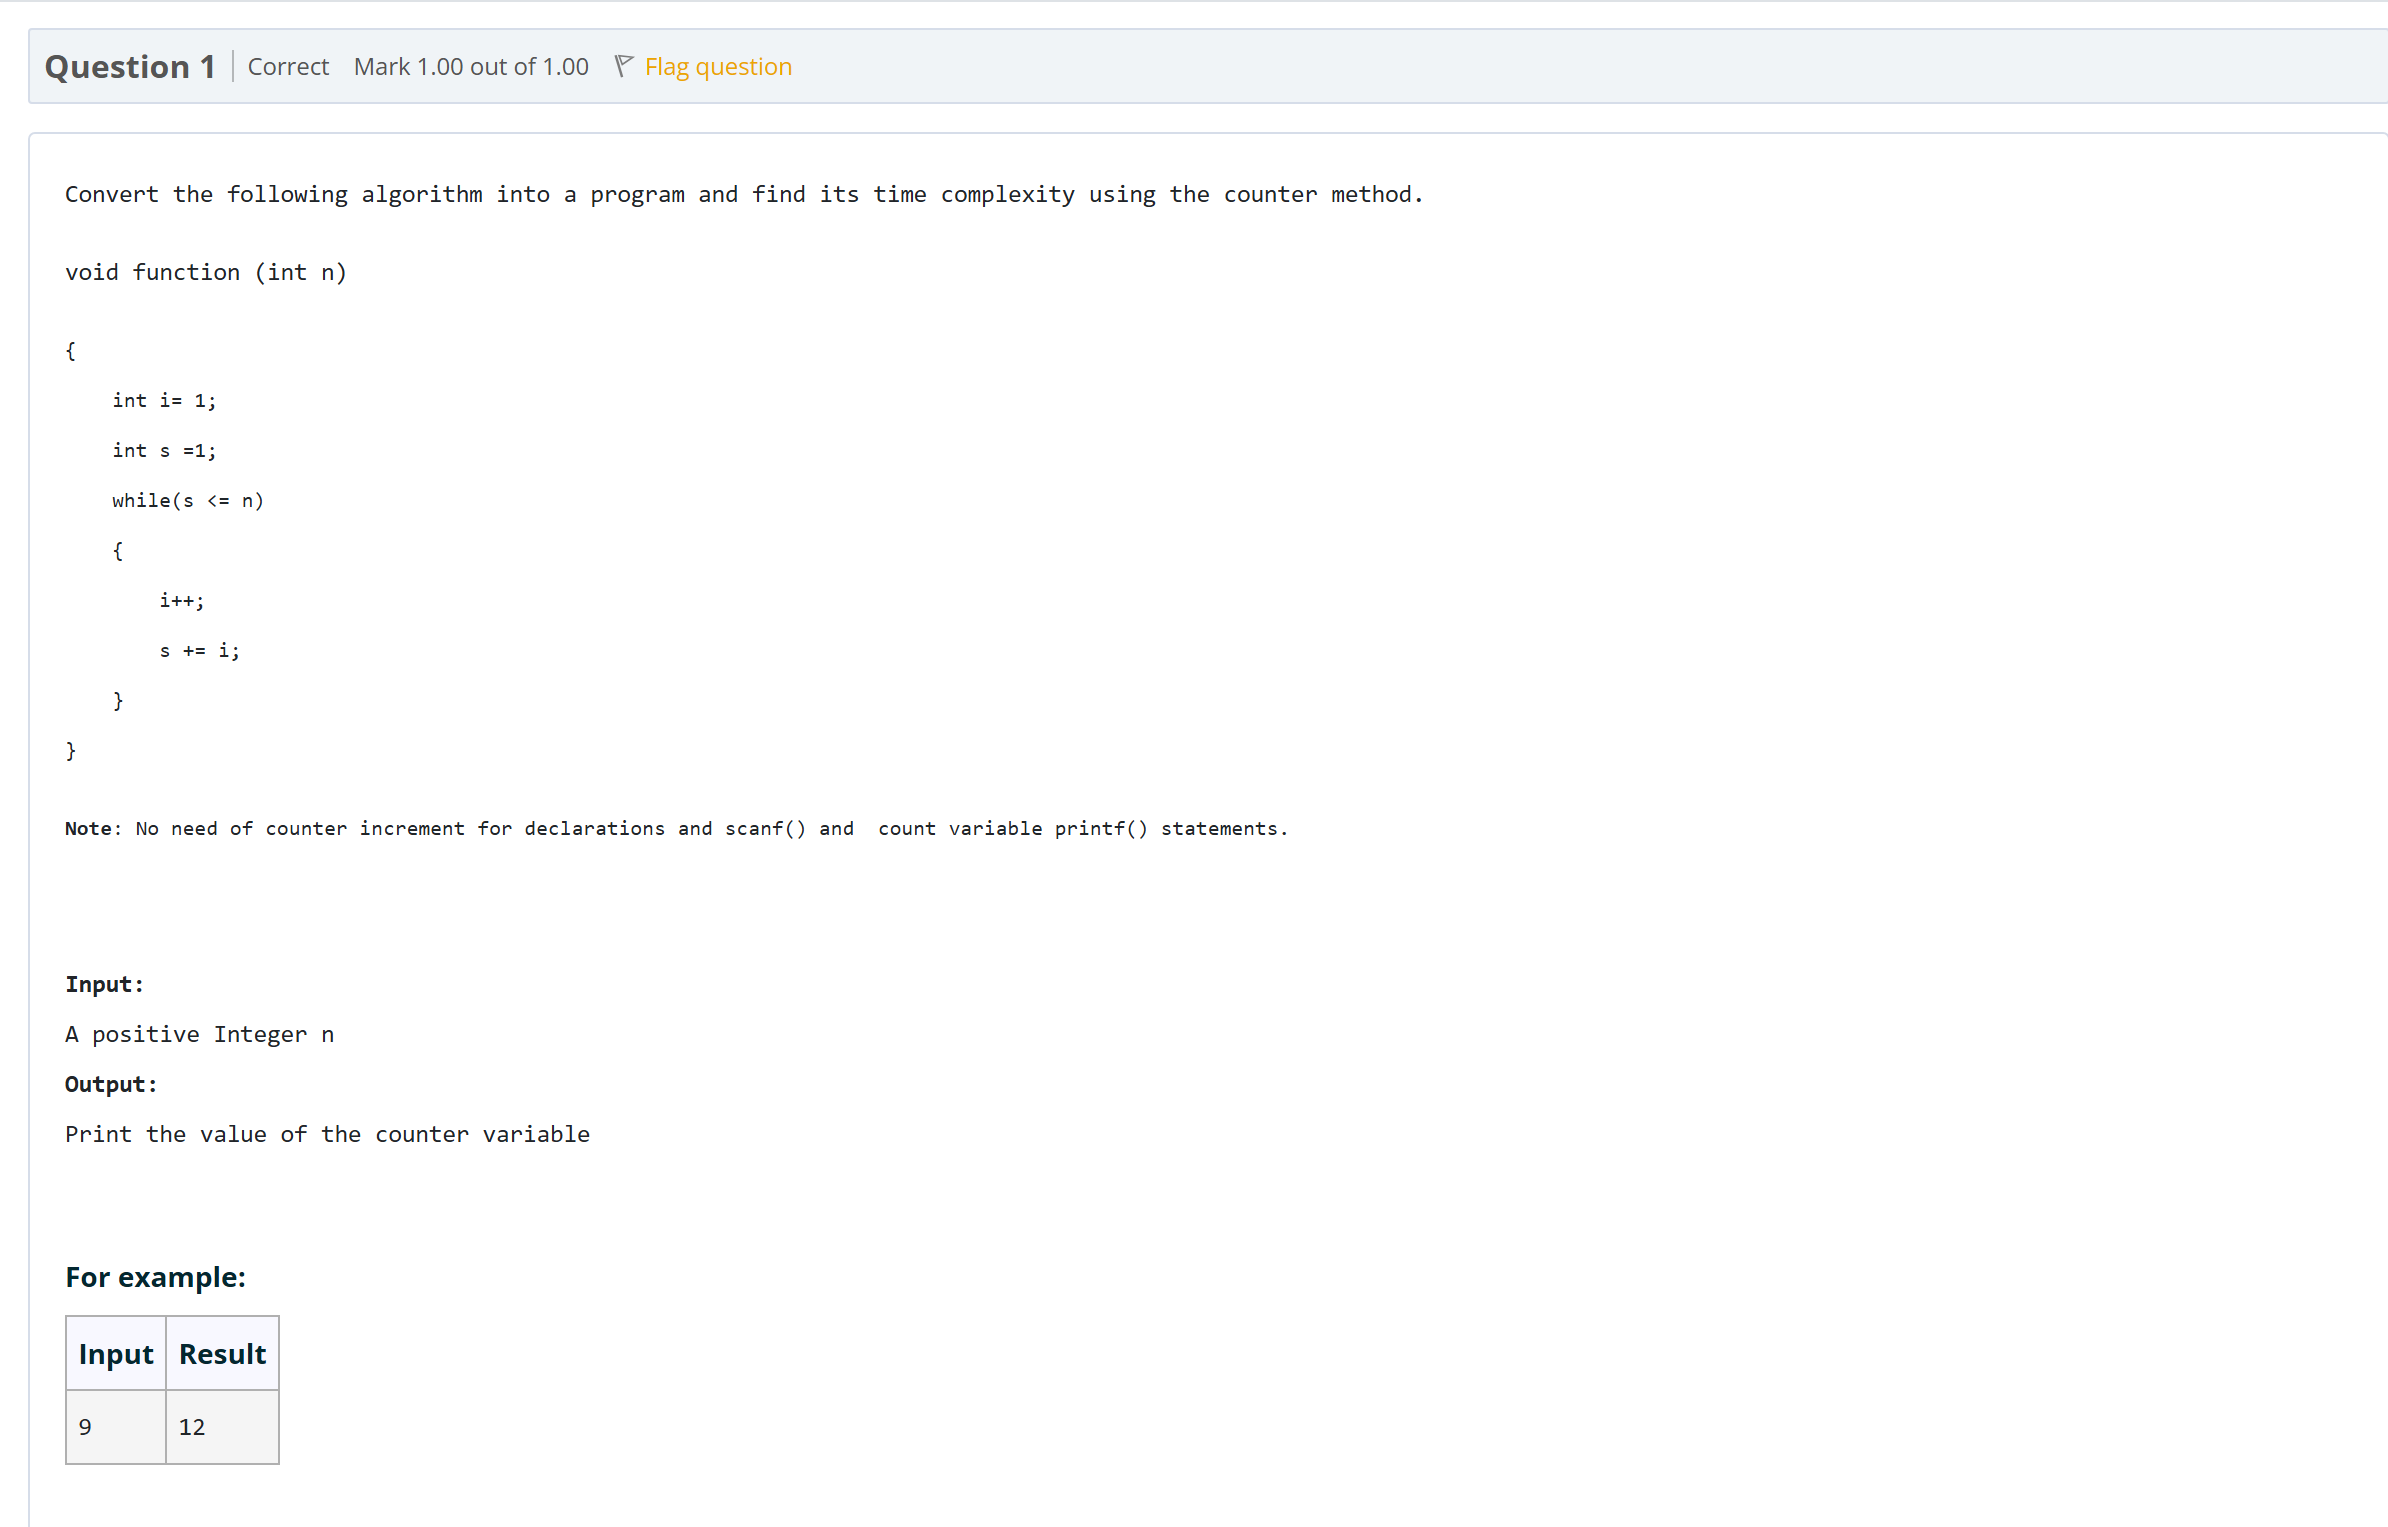 Question 1 Correct Mark 1.00 out of 1.00 Flag question
Convert the following algorithm into a program and find its time complexity using the counter method.
void function (int n)
{
int i= 1;
int s =1;
while(s <= n)
{
i++;
s += i;
}
}
Note: No need of counter increment for declarations and scanf() and  count variable printf() statements.
Input:
A positive Integer n
Output:
Print the value of the counter variable
For example:
Input Result
9 12